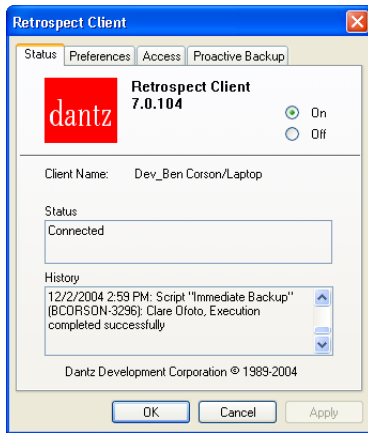 Retrospect Client
Status Preferences Access Proactive Backup
dantz
Retrospect Client
7.0.104
On
Off
Client Name: Dev_Ben Corson/Laptop
Status
Connected
History
12/2/2004 2:59 PM: Script "Immediate Backup"
(BCORSON-3296): Clare Ofoto, Execution
completed successfully
Dantz Development Corporation © 1989-2004
OK Cancel Apply